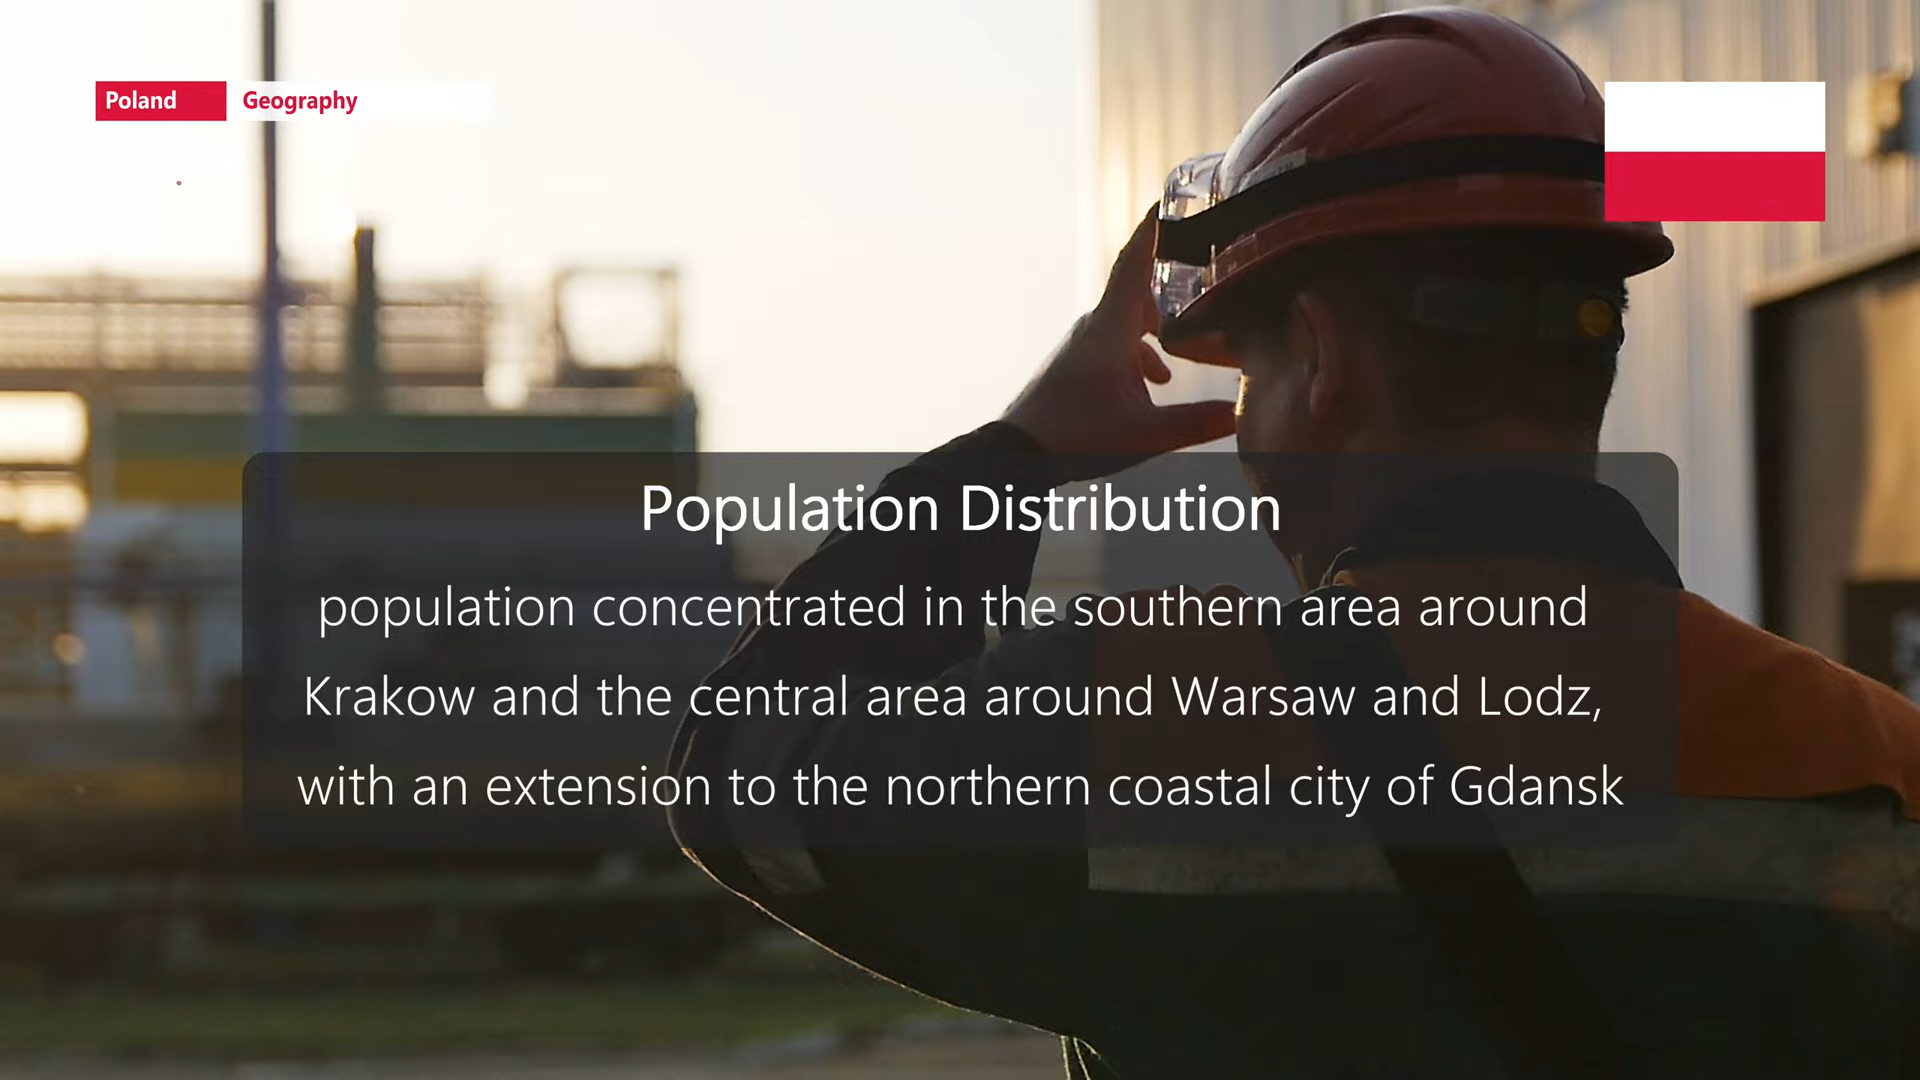 Poland Geography
Population Distribution
population concentrated in the southern area around
Krakow and the central area around Warsaw and Lodz,
with an extension to the northern coastal city of Gdansk